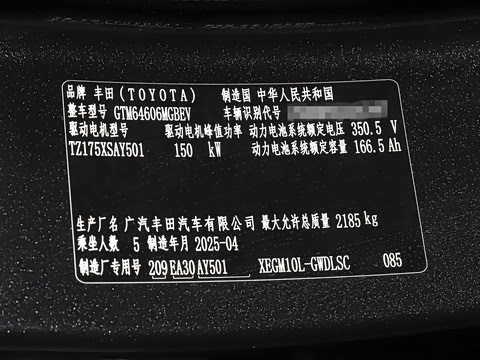 品牌 丰田(TOYOTA) 制造国 中华人民共和国
整车型号 GTM64606MGBEV 车辆识别代号
驱动电机型号 驱动电机峰值功率 动力电池系统额定电压 350.5 V
TZ175XSAY501 150 kW 动力电池系统额定容量 166.5 Ah
生产厂名 广汽丰田汽车有限公司 最大允许总质量 2185 kg
乘坐人数 5 制造年月 2025-04
制造厂专用号 209 EA30 AY501 XEGM10L-GWDLSC 085